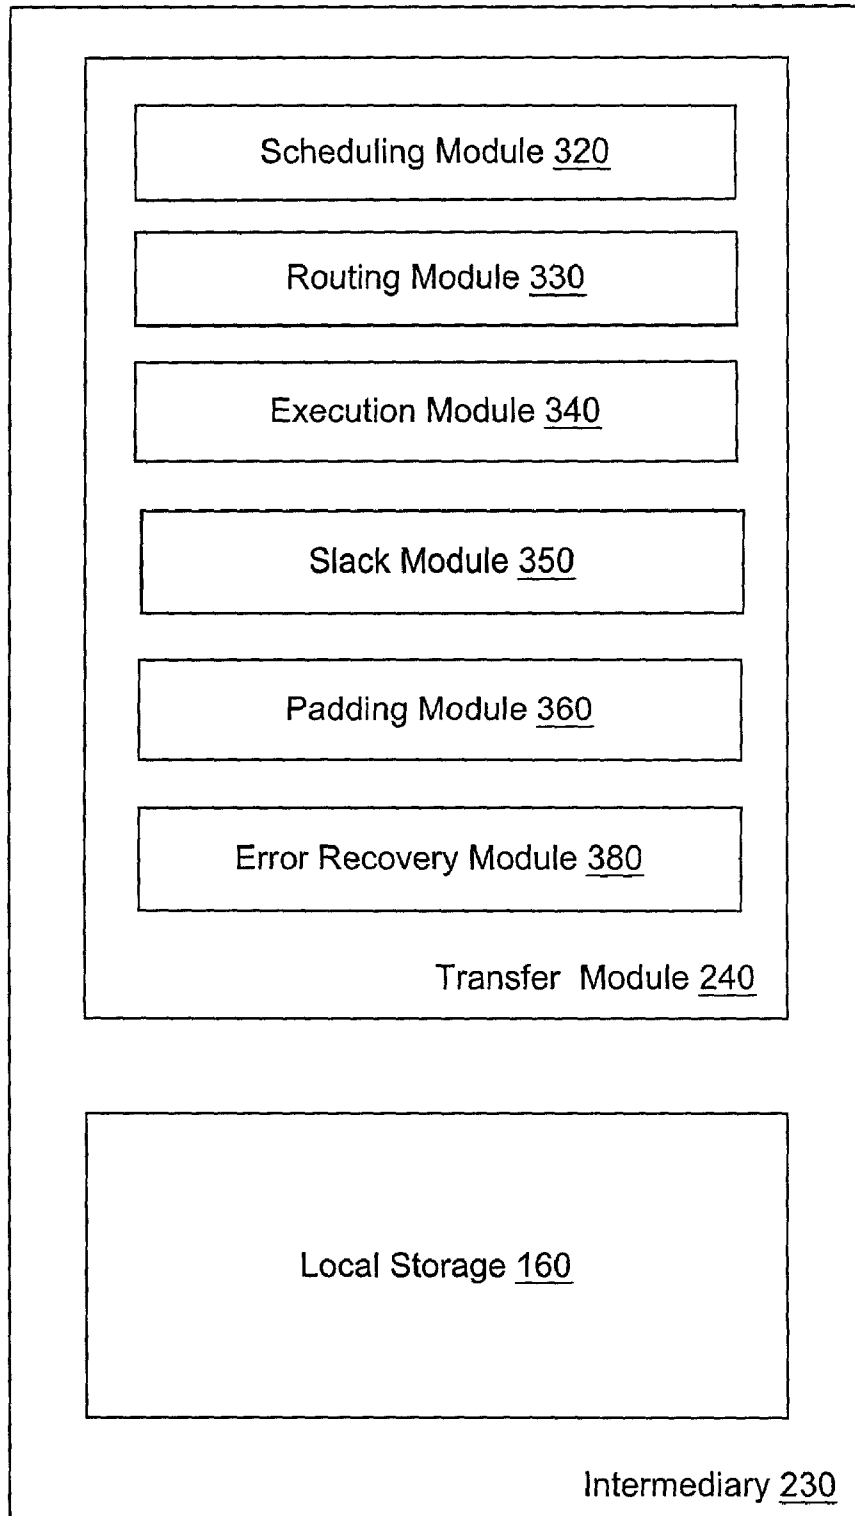 Scheduling Module 320
Routing Module 330
Execution Module 340
Slack Module 350
Padding Module 360
Error Recovery Module 380
Transfer Module 240
Local Storage 160
Intermediary 230